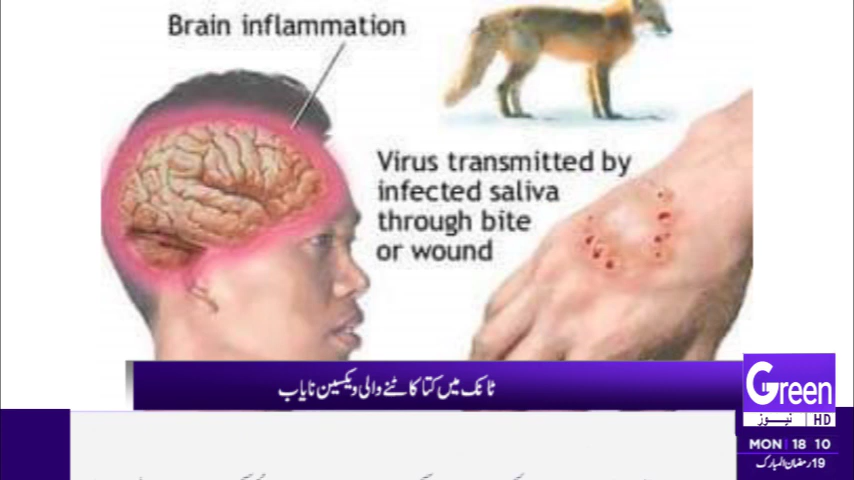 Brain inflammation
Virus transmitted by
infected saliva
through bite
or wound
ٹانک میں کتا کاٹنے والی ویکسین نایاب
Green
نیوز HD
MON 18 10
19 رمضان المبارک